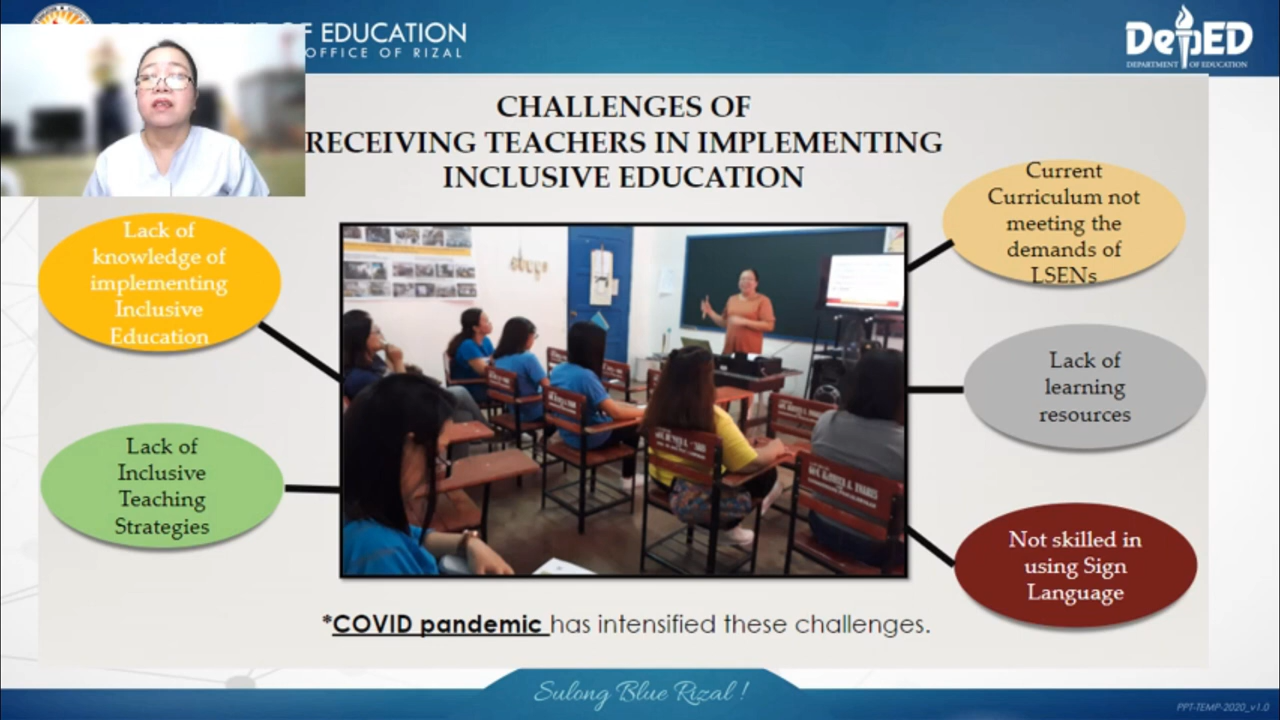 OF EDUCATION
OFFICE OF RIZAL
DepED
DEPARTMENT OF EDUCATION
CHALLENGES OF
RECEIVING TEACHERS IN IMPLEMENTING
INCLUSIVE EDUCATION
Lack of
knowledge of
implementing
Inclusive
Education
Lack of
Inclusive
Teaching
Strategies
Current
Curriculum not
meeting the
demands of
LSENs
Lack of
learning
resources
Not skilled in
using Sign
Language
*COVID pandemic has intensified these challenges.
Sulong Blue Rizal !
PPT-TEMP-2020_v1.0